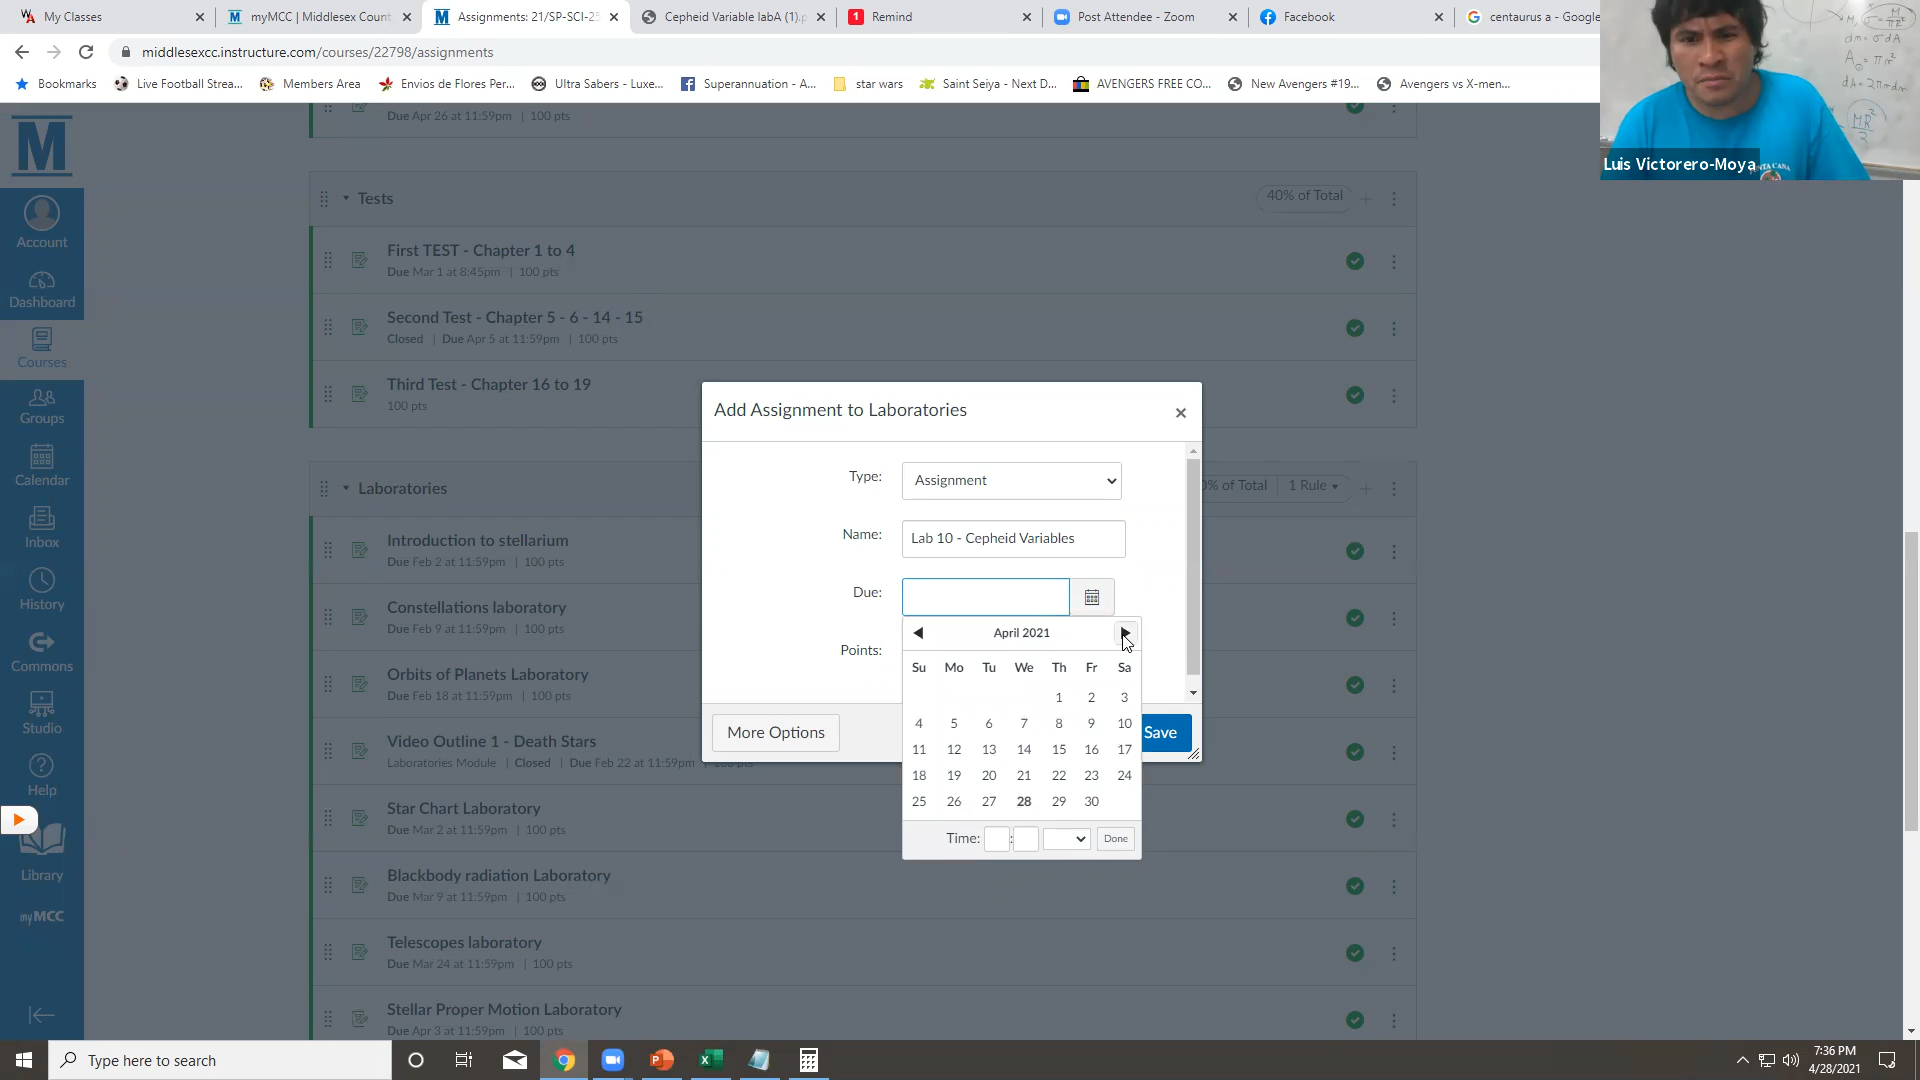 My Classes
myMCC | Middlesex Count
Assignments: 21/SP-SCI-25
Cepheid Variable labA (1).p
Remind
Post Attendee - Zoom
Facebook
centaurus a - Google
middlesexcc.instructure.com/courses/22798/assignments
Bookmarks
Live Football Strea...
Members Area
Envios de Flores Per...
Ultra Sabers - Luxe...
Superannuation - A...
star wars
Saint Seiya - Next D...
AVENGERS FREE CO...
New Avengers #19...
Avengers vs X-men...
Luis Victorero-Moya
Due Apr 26 at 11:59pm | 100 pts
Account
Dashboard
Courses
Groups
Calendar
Inbox
History
Commons
Studio
Help
Library
myMCC
Tests
40% of Total
First TEST - Chapter 1 to 4
Due Mar 1 at 8:45pm | 100 pts
Second Test - Chapter 5 - 6 - 14 - 15
Closed | Due Apr 5 at 11:59pm | 100 pts
Third Test - Chapter 16 to 19
100 pts
Laboratories
% of Total
1 Rule
Introduction to stellarium
Due Feb 2 at 11:59pm | 100 pts
Constellations laboratory
Due Feb 9 at 11:59pm | 100 pts
Orbits of Planets Laboratory
Due Feb 18 at 11:59pm | 100 pts
Video Outline 1 - Death Stars
Laboratories Module | Closed | Due Feb 22 at 11:59pm | 100 pts
Star Chart Laboratory
Due Mar 2 at 11:59pm | 100 pts
Blackbody radiation Laboratory
Due Mar 9 at 11:59pm | 100 pts
Telescopes laboratory
Due Mar 24 at 11:59pm | 100 pts
Stellar Proper Motion Laboratory
Due Apr 3 at 11:59pm | 100 pts
Add Assignment to Laboratories
Type: Assignment
Name: Lab 10 - Cepheid Variables
Due:
Points:
April 2021
Su Mo Tu We Th Fr Sa
1 2 3
4 5 6 7 8 9 10
11 12 13 14 15 16 17
18 19 20 21 22 23 24
25 26 27 28 29 30
Time: : Done
More Options
Save
Type here to search
7:36 PM
4/28/2021